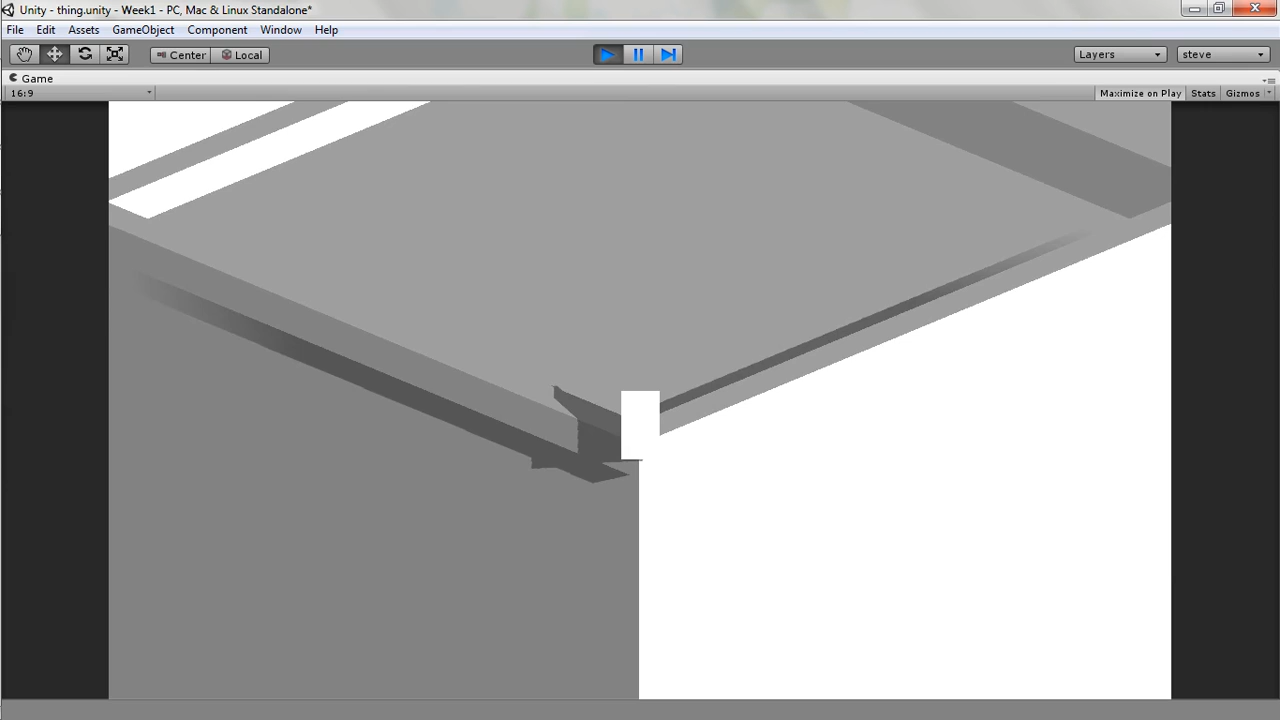 Unity - thing.unity - Week1 - PC, Mac & Linux Standalone*
File Edit Assets GameObject Component Window Help
Center Local Layers steve
Game
16:9 Maximize on Play Stats Gizmos